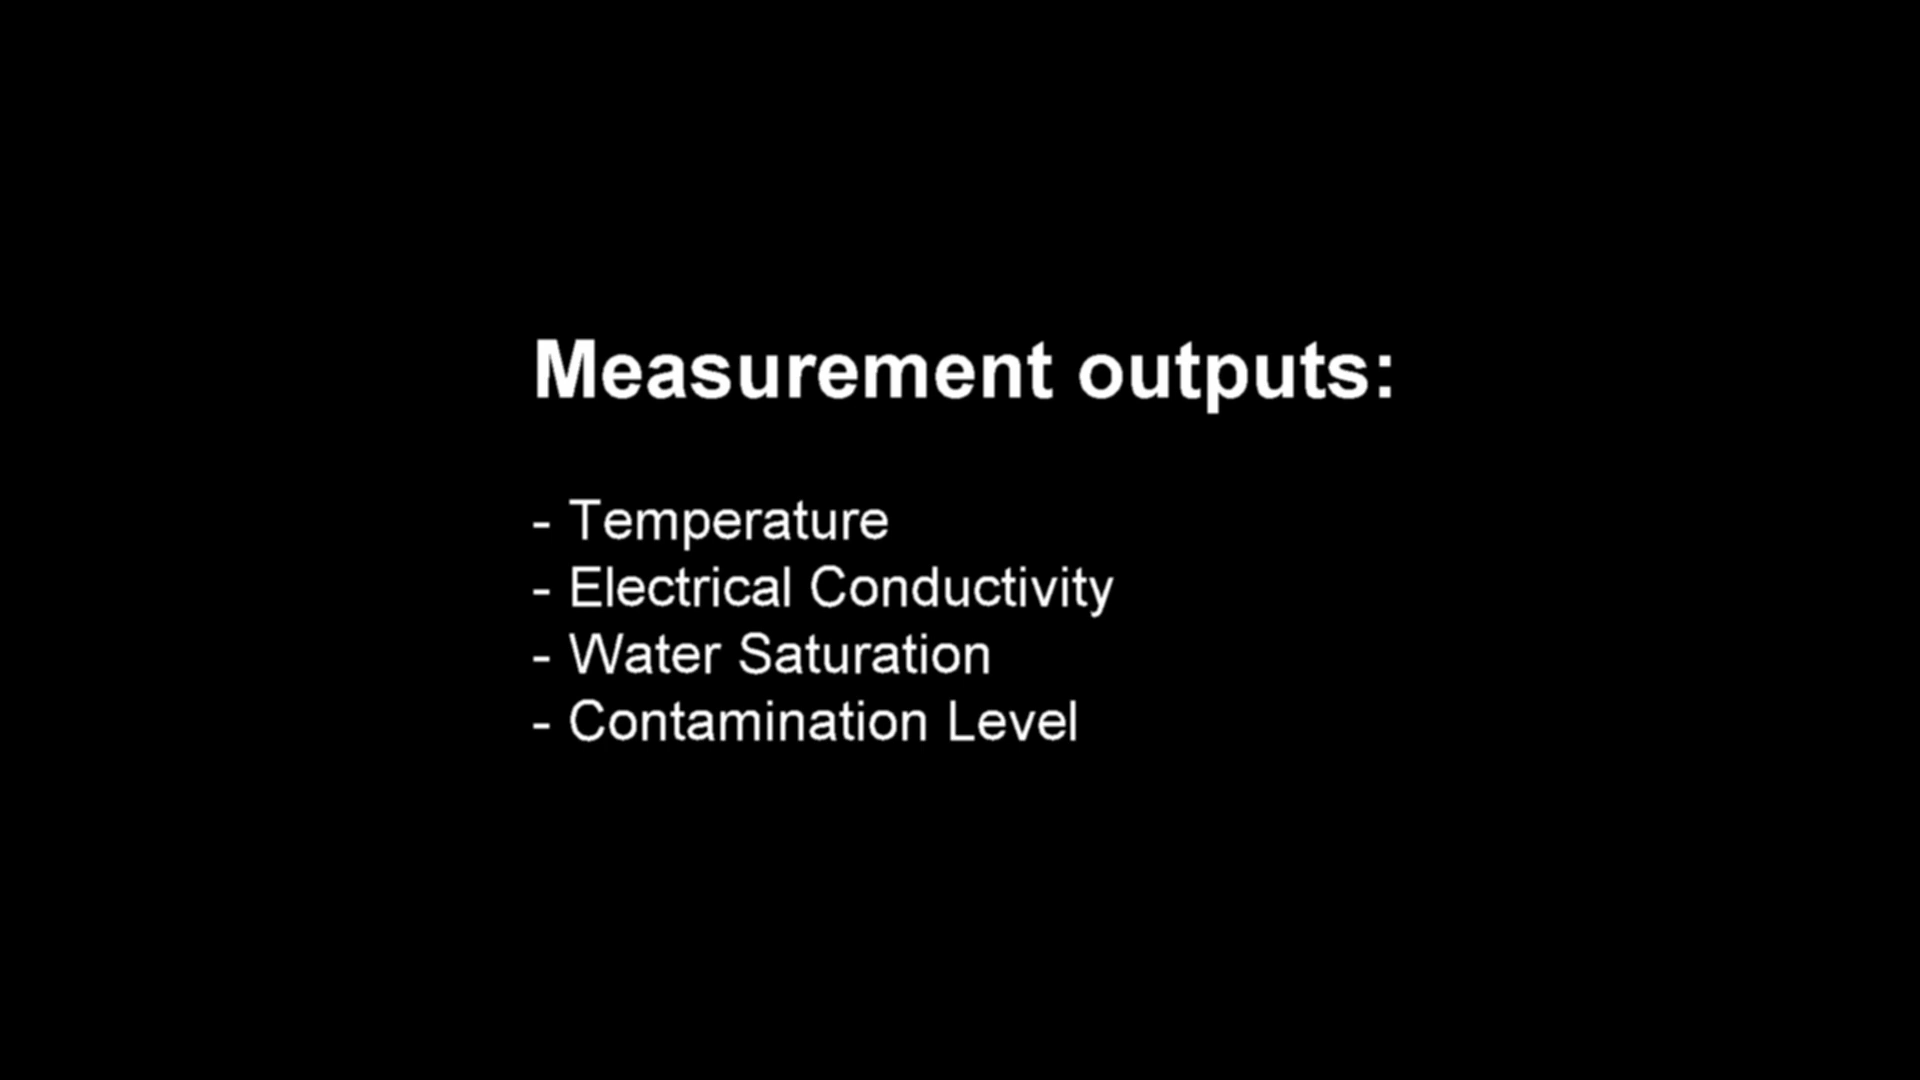 Measurement outputs:
- Temperature
- Electrical Conductivity
- Water Saturation
- Contamination Level